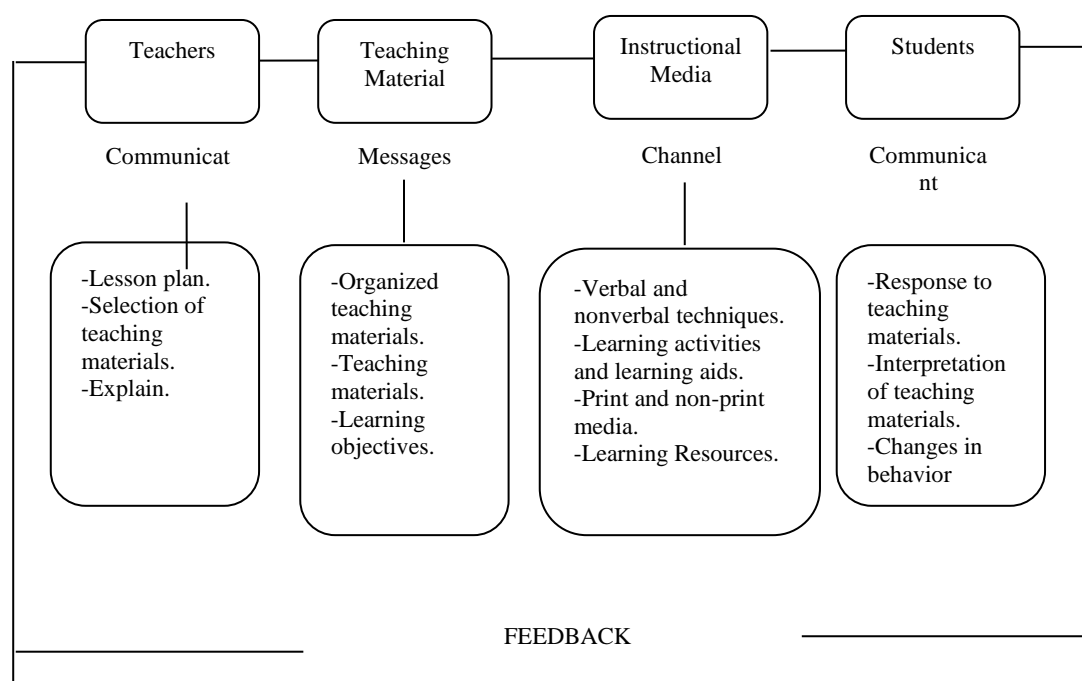 Teachers
Teaching
Material
Instructional
Media
Students
Communicat
Messages
Channel
Communica
nt
-Lesson plan.
-Selection of
teaching
materials.
-Explain.
-Organized
teaching
materials.
-Teaching
materials.
-Learning
objectives.
-Verbal and
nonverbal techniques.
-Learning activities
and learning aids.
-Print and non-print
media.
-Learning Resources.
-Response to
teaching
materials.
-Interpretation
of teaching
materials.
-Changes in
behavior
FEEDBACK